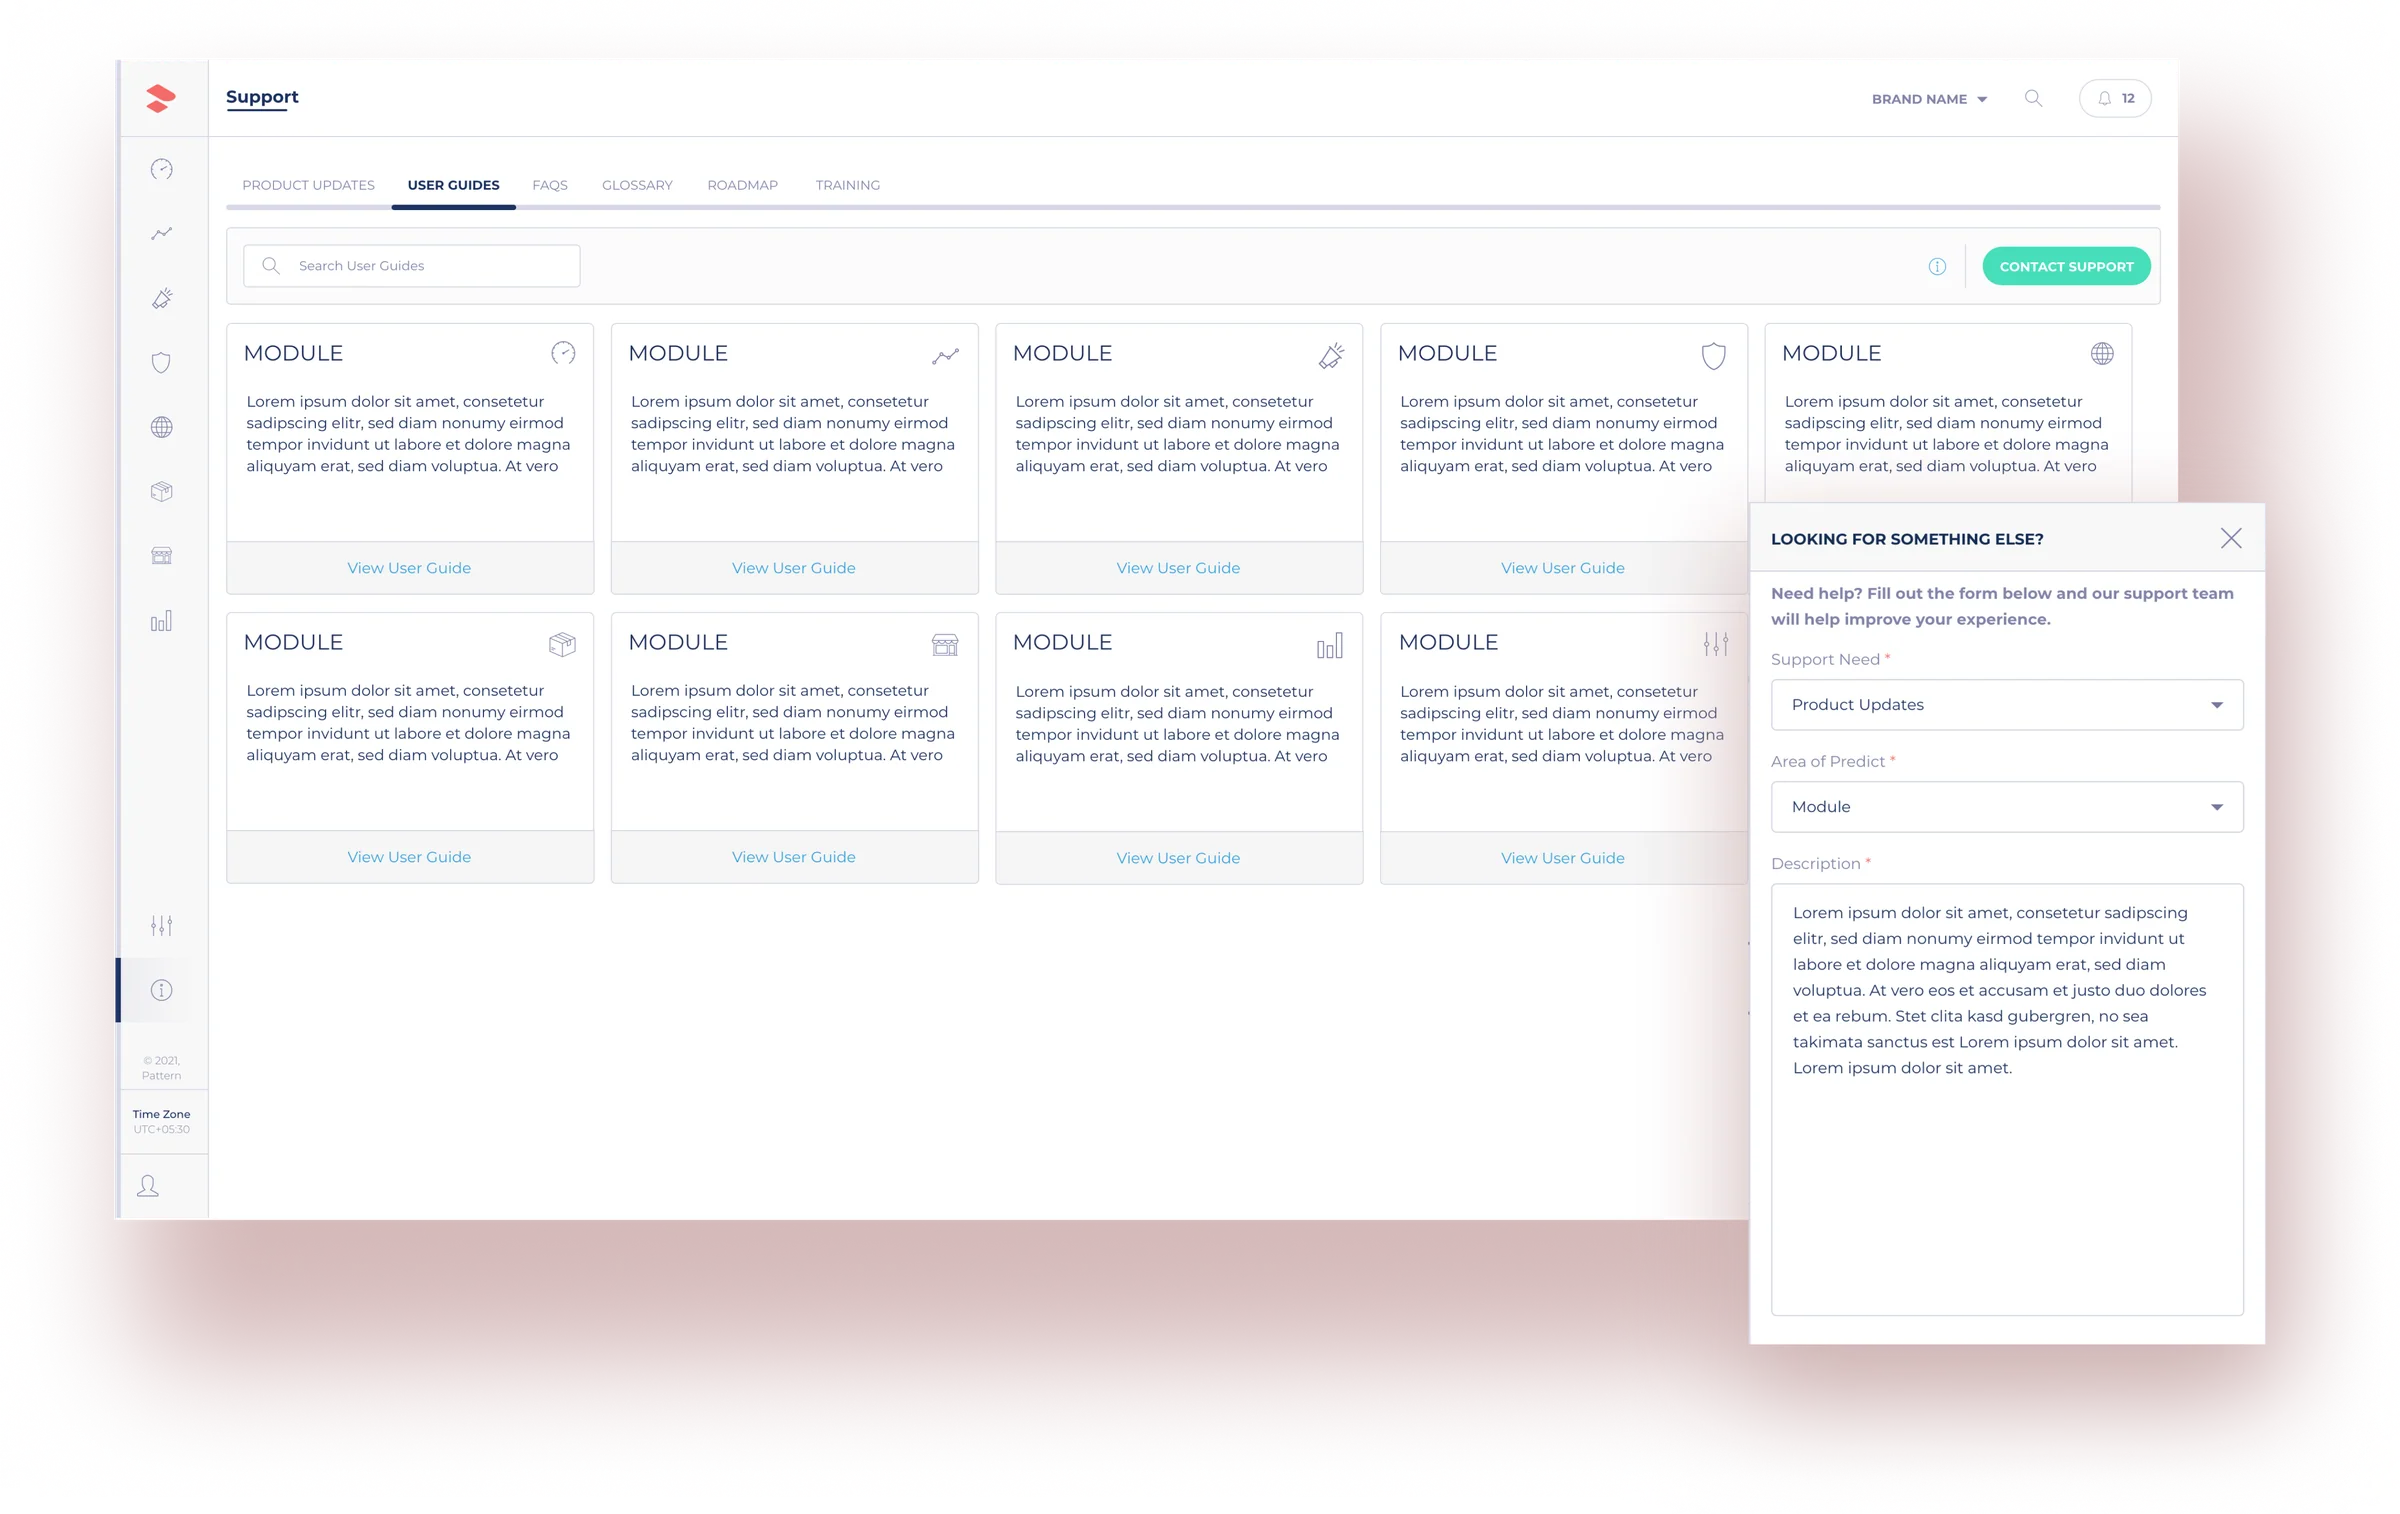 Support
BRAND NAME
12
PRODUCT UPDATES
USER GUIDES
FAQS
GLOSSARY
ROADMAP
TRAINING
Search User Guides
CONTACT SUPPORT
MODULE
Lorem ipsum dolor sit amet, consetetur
sadipscing elitr, sed diam nonumy eirmod
tempor invidunt ut labore et dolore magna
aliquyam erat, sed diam voluptua. At vero
View User Guide
MODULE
Lorem ipsum dolor sit amet, consetetur
sadipscing elitr, sed diam nonumy eirmod
tempor invidunt ut labore et dolore magna
aliquyam erat, sed diam voluptua. At vero
View User Guide
MODULE
Lorem ipsum dolor sit amet, consetetur
sadipscing elitr, sed diam nonumy eirmod
tempor invidunt ut labore et dolore magna
aliquyam erat, sed diam voluptua. At vero
View User Guide
MODULE
Lorem ipsum dolor sit amet, consetetur
sadipscing elitr, sed diam nonumy eirmod
tempor invidunt ut labore et dolore magna
aliquyam erat, sed diam voluptua. At vero
View User Guide
MODULE
Lorem ipsum dolor sit amet, consetetur
sadipscing elitr, sed diam nonumy eirmod
tempor invidunt ut labore et dolore magna
aliquyam erat, sed diam voluptua. At vero
MODULE
Lorem ipsum dolor sit amet, consetetur
sadipscing elitr, sed diam nonumy eirmod
tempor invidunt ut labore et dolore magna
aliquyam erat, sed diam voluptua. At vero
View User Guide
MODULE
Lorem ipsum dolor sit amet, consetetur
sadipscing elitr, sed diam nonumy eirmod
tempor invidunt ut labore et dolore magna
aliquyam erat, sed diam voluptua. At vero
View User Guide
MODULE
Lorem ipsum dolor sit amet, consetetur
sadipscing elitr, sed diam nonumy eirmod
tempor invidunt ut labore et dolore magna
aliquyam erat, sed diam voluptua. At vero
View User Guide
MODULE
Lorem ipsum dolor sit amet, consetetur
sadipscing elitr, sed diam nonumy eirmod
tempor invidunt ut labore et dolore magna
aliquyam erat, sed diam voluptua. At vero
View User Guide
© 2021,
Pattern
Time Zone
UTC+05:30
LOOKING FOR SOMETHING ELSE?
Need help? Fill out the form below and our support team
will help improve your experience.
Support Need *
Product Updates
Area of Predict *
Module
Description *
Lorem ipsum dolor sit amet, consetetur sadipscing
elitr, sed diam nonumy eirmod tempor invidunt ut
labore et dolore magna aliquyam erat, sed diam
voluptua. At vero eos et accusam et justo duo dolores
et ea rebum. Stet clita kasd gubergren, no sea
takimata sanctus est Lorem ipsum dolor sit amet.
Lorem ipsum dolor sit amet.